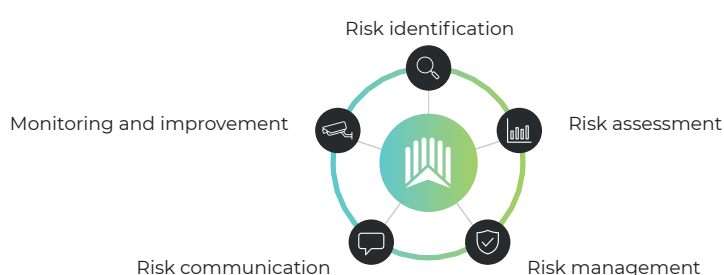 Risk identification
Monitoring and improvement
Risk assessment
Risk communication
Risk management